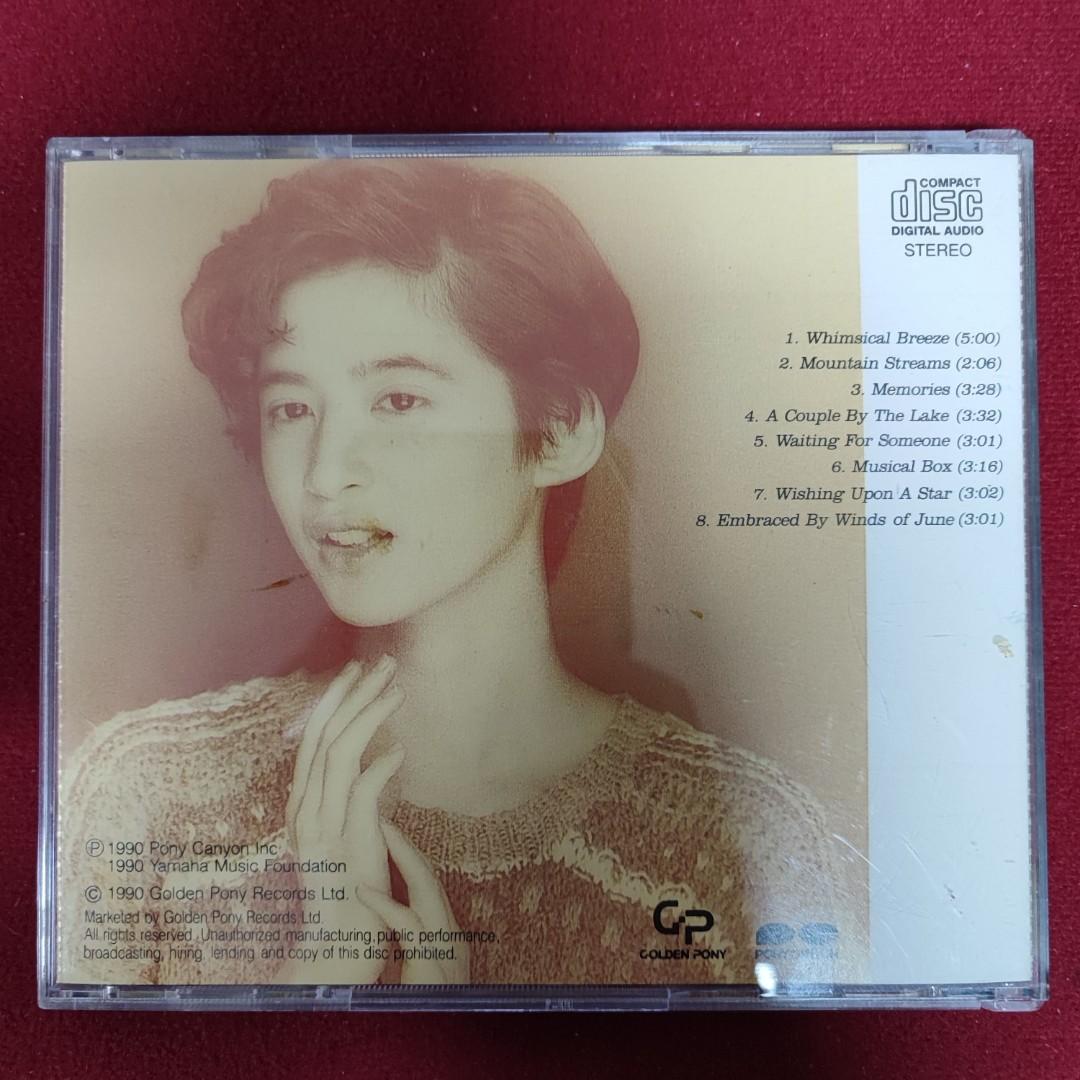 COMPACT
disc
DIGITAL AUDIO
STEREO
1. Whimsical Breeze (5:00)
2. Mountain Streams (2:06)
3. Memories (3:28)
4. A Couple By The Lake (3:32)
5. Waiting For Someone (3:01)
6. Musical Box (3:16)
7. Wishing Upon A Star (3:02)
8. Embraced By Winds of June (3:01)
Ⓟ 1990 Pony Canyon Inc
1990 Yamaha Music Foundation
© 1990 Golden Pony Records Ltd.
Marketed by Golden Pony Records Ltd.
All rights reserved. Unauthorized manufacturing, public performance,
broadcasting, hiring, lending and copy of this disc prohibited.
GP
GOLDEN PONY
PC